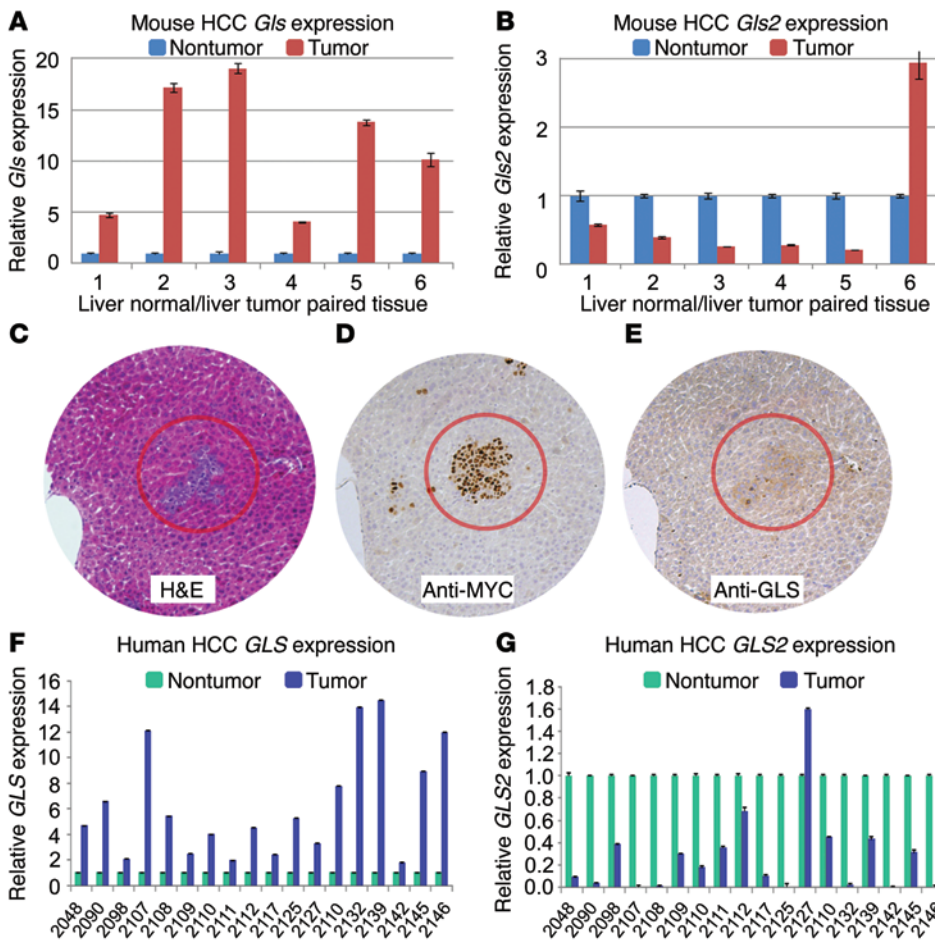 A
Mouse HCC Gls expression
Nontumor Tumor
Relative Gls expression
20
15
10
5
0
1 2 3 4 5 6
Liver normal/liver tumor paired tissue
B
Mouse HCC Gls2 expression
Nontumor Tumor
Relative Gls2 expression
3
2
1
0
1 2 3 4 5 6
Liver normal/liver tumor paired tissue
C
H&E
D
Anti-MYC
E
Anti-GLS
F
Human HCC GLS expression
Nontumor Tumor
Relative GLS expression
16
14
12
10
8
6
4
2
0
2048 2090 2098 2107 2108 2109 2110 2111 2112 2117 2125 2127 2110 2132 2139 2142 2145 2146
G
Human HCC GLS2 expression
Nontumor Tumor
Relative GLS2 expression
1.8
1.6
1.4
1.2
1.0
0.8
0.6
0.4
0.2
0.0
2048 2090 2098 2107 2108 2109 2110 2111 2112 2117 2125 2127 2110 2132 2139 2142 2145 2146